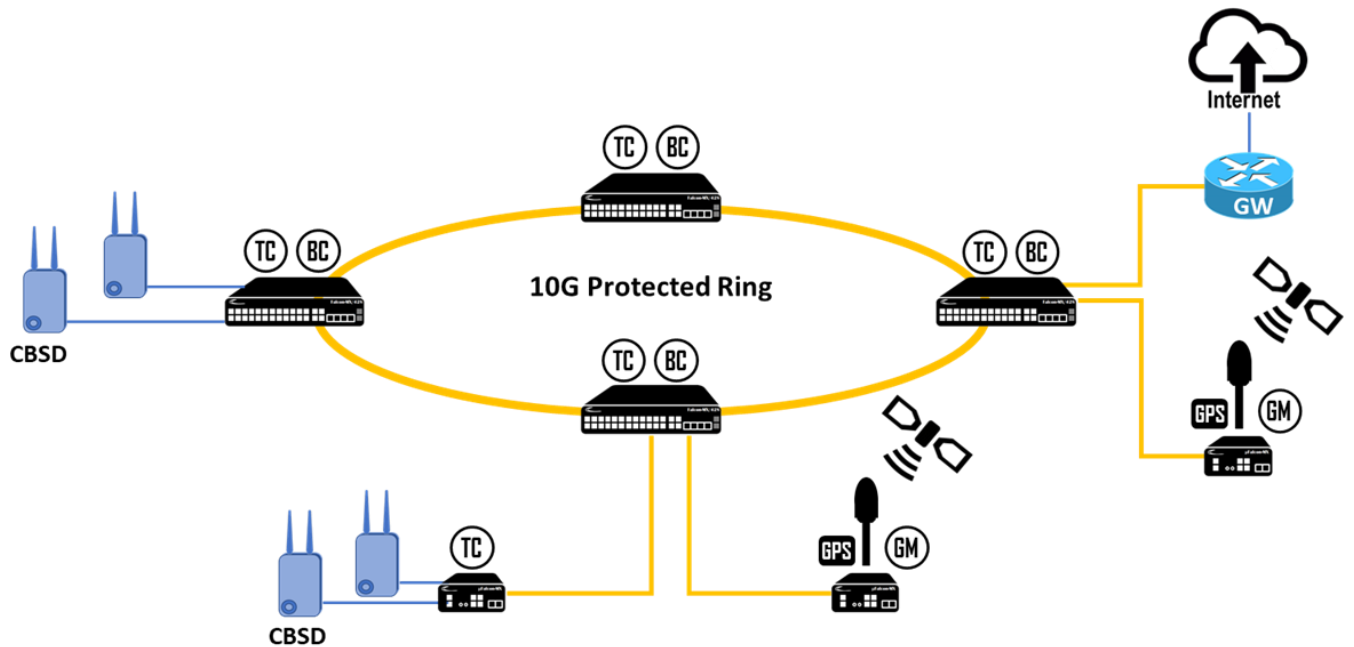 Internet
GW
TC BC
TC BC
TC BC
10G Protected Ring
CBSD
TC BC
GPS GM
TC
GPS GM
CBSD